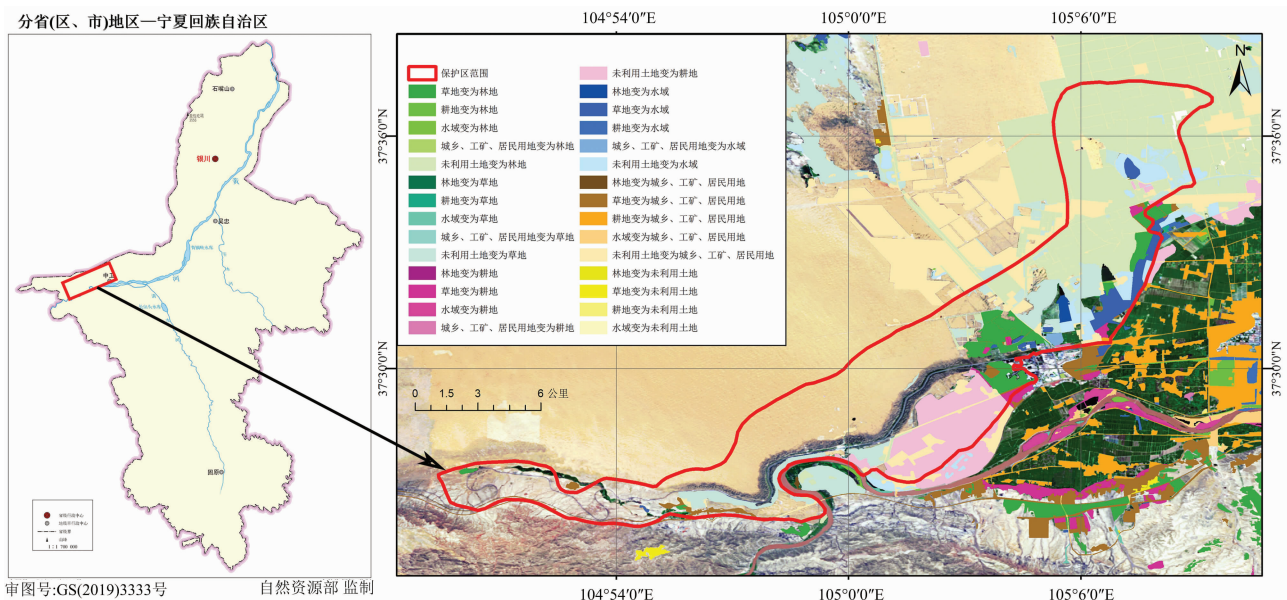 分省(区、市)地区—宁夏回族自治区
石嘴山
银川
黄
吴忠
河
中卫
固原
1:1 790 000
审图号:GS(2019)3333号
自然资源部 监制
104°54′0″E
105°0′0″E
105°6′0″E
37°36′0″N
37°30′0″N
N
保护区范围
草地变为林地
耕地变为林地
水域变为林地
城乡、工矿、居民用地变为林地
未利用土地变为林地
林地变为草地
耕地变为草地
水域变为草地
城乡、工矿、居民用地变为草地
未利用土地变为草地
林地变为耕地
草地变为耕地
水域变为耕地
城乡、工矿、居民用地变为耕地
未利用土地变为耕地
林地变为水域
草地变为水域
耕地变为水域
城乡、工矿、居民用地变为水域
未利用土地变为水域
林地变为城乡、工矿、居民用地
草地变为城乡、工矿、居民用地
耕地变为城乡、工矿、居民用地
水域变为城乡、工矿、居民用地
未利用土地变为城乡、工矿、居民用地
林地变为未利用土地
草地变为未利用土地
耕地变为未利用土地
水域变为未利用土地
0 1.5 3 6 公里
37°36′0″N
37°30′0″N
104°54′0″E
105°0′0″E
105°6′0″E